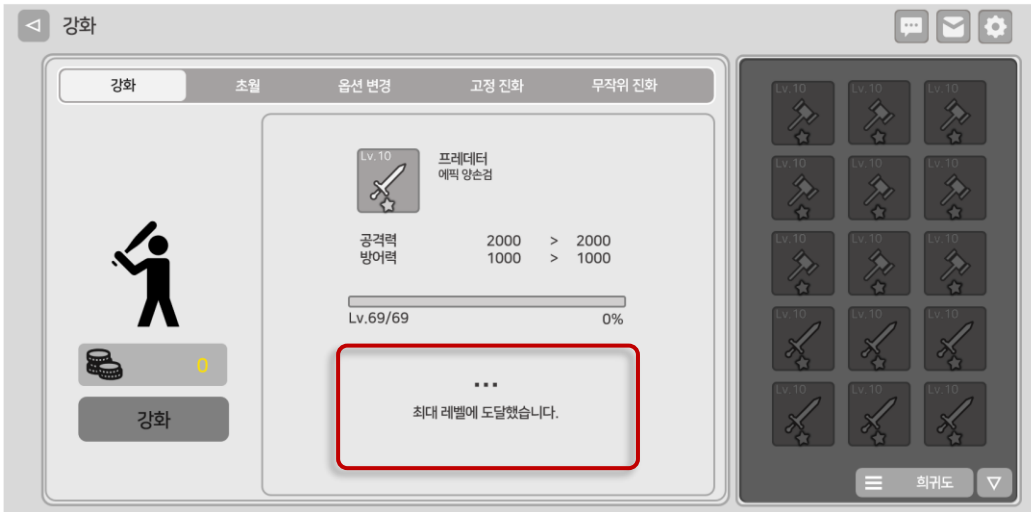 강화
강화 초월 옵션 변경 고정 진화 무작위 진화
Lv.10
프레데터
에픽 양손검
공격력 2000 > 2000
방어력 1000 > 1000
Lv.69/69 0%
0
강화
...
최대 레벨에 도달했습니다.
Lv.10 Lv.10 Lv.10
Lv.10 Lv.10 Lv.10
Lv.10 Lv.10 Lv.10
Lv.10 Lv.10 Lv.10
Lv.10 Lv.10 Lv.10
희귀도